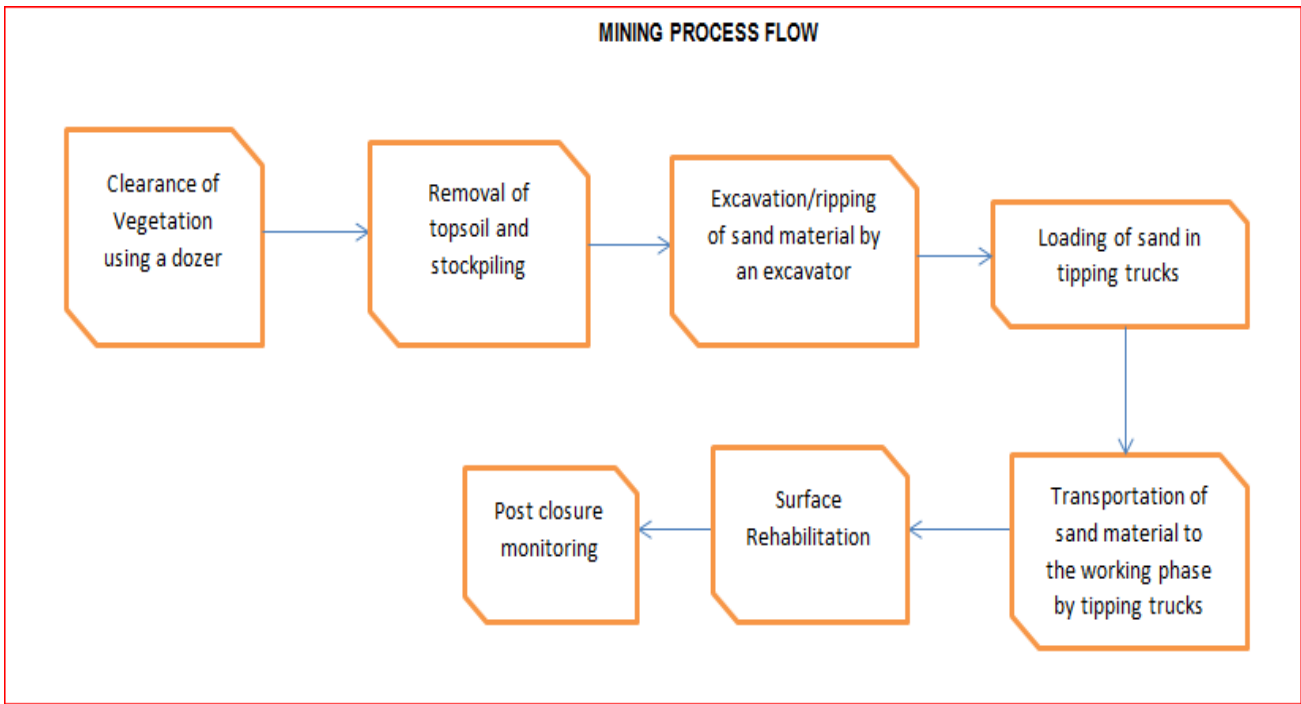 MINING PROCESS FLOW
Clearance of
Vegetation
using a dozer
Removal of
topsoil and
stockpiling
Excavation/ripping
of sand material by
an excavator
Loading of sand in
tipping trucks
Transportation of
sand material to
the working phase
by tipping trucks
Surface
Rehabilitation
Post closure
monitoring